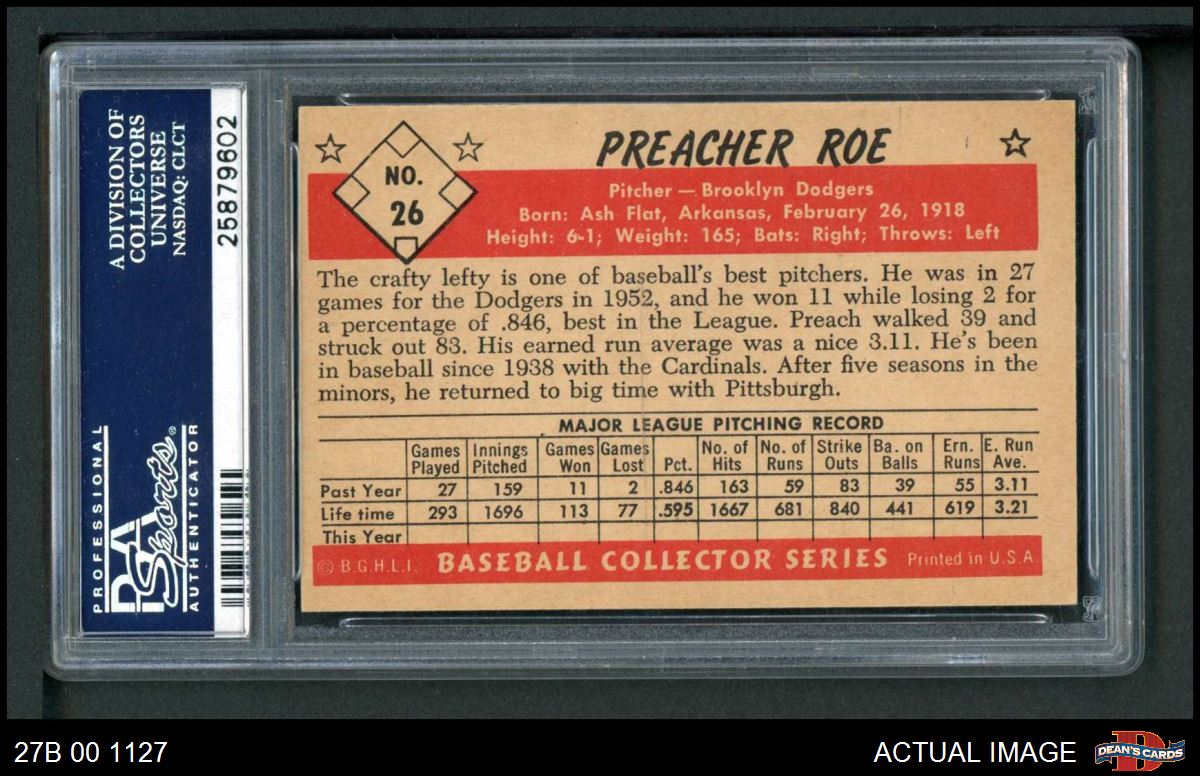 A DIVISION OF
COLLECTORS
UNIVERSE
NASDAQ: CLCT
25879602
PROFESSIONAL
PSA
Sports®
AUTHENTICATOR
NO.
26
PREACHER ROE
Pitcher — Brooklyn Dodgers
Born: Ash Flat, Arkansas, February 26, 1918
Height: 6-1; Weight: 165; Bats: Right; Throws: Left
The crafty lefty is one of baseball's best pitchers. He was in 27
games for the Dodgers in 1952, and he won 11 while losing 2 for
a percentage of .846, best in the League. Preach walked 39 and
struck out 83. His earned run average was a nice 3.11. He's been
in baseball since 1938 with the Cardinals. After five seasons in the
minors, he returned to big time with Pittsburgh.
MAJOR LEAGUE PITCHING RECORD
Games Innings Games Games No. of No. of Strike Ba. on Ern. E. Run
Played Pitched Won Lost Pct. Hits Runs Outs Balls Runs Ave.
Past Year 27 159 11 2 .846 163 59 83 39 55 3.11
Life time 293 1696 113 77 .595 1667 681 840 441 619 3.21
This Year
© B.G.H.L.I. BASEBALL COLLECTOR SERIES Printed in U.S.A.
27B 00 1127
ACTUAL IMAGE
DEAN'S CARDS